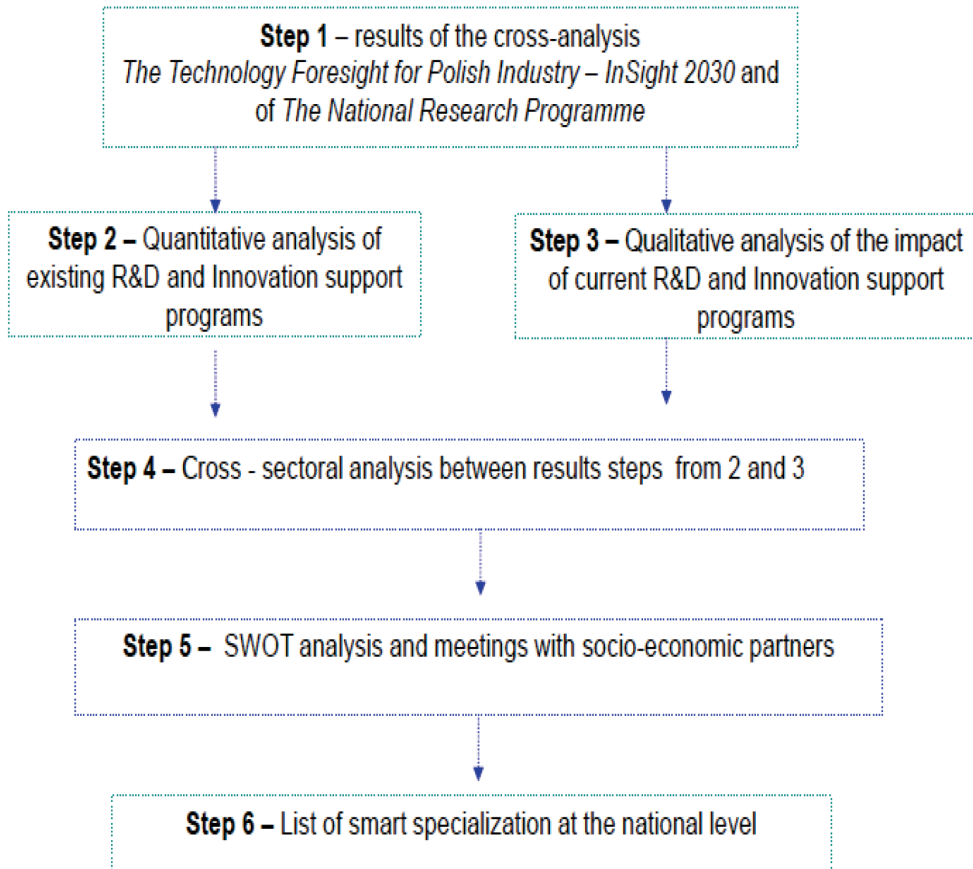 Step 1 – results of the cross-analysis
The Technology Foresight for Polish Industry – InSight 2030 and
of The National Research Programme
Step 2 – Quantitative analysis of
existing R&D and Innovation support
programs
Step 3 – Qualitative analysis of the impact
of current R&D and Innovation support
programs
Step 4 – Cross - sectoral analysis between results steps from 2 and 3
Step 5 – SWOT analysis and meetings with socio-economic partners
Step 6 – List of smart specialization at the national level